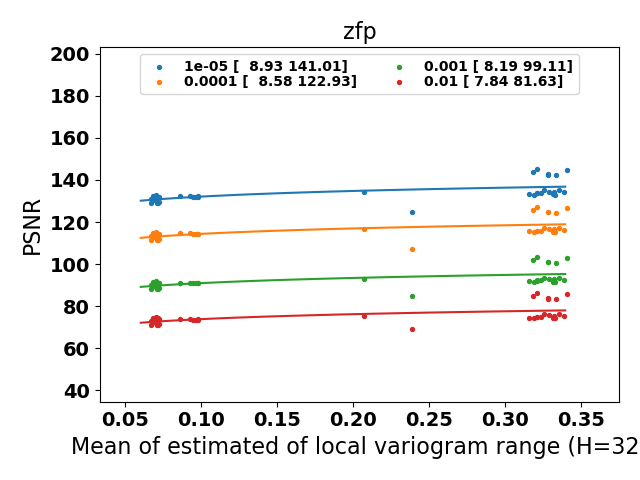 zfp
1e-05 [  8.93 141.01]
0.001 [ 8.19 99.11]
0.0001 [  8.58 122.93]
0.01 [ 7.84 81.63]
200
180
160
140
120
100
80
60
40
PSNR
0.05 0.10 0.15 0.20 0.25 0.30 0.35
Mean of estimated of local variogram range (H=32